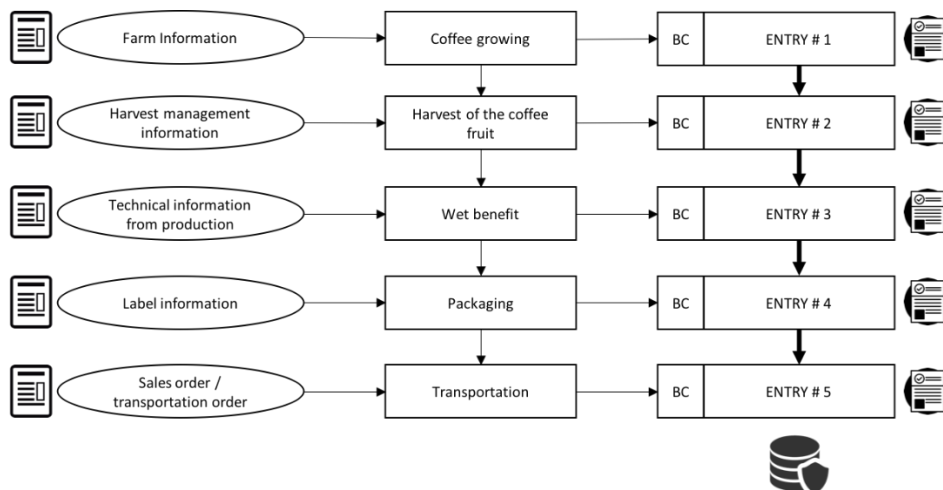 Farm Information
Coffee growing
BC
ENTRY # 1
Harvest management
information
Harvest of the coffee
fruit
BC
ENTRY # 2
Technical information
from production
Wet benefit
BC
ENTRY # 3
Label information
Packaging
BC
ENTRY # 4
Sales order /
transportation order
Transportation
BC
ENTRY # 5